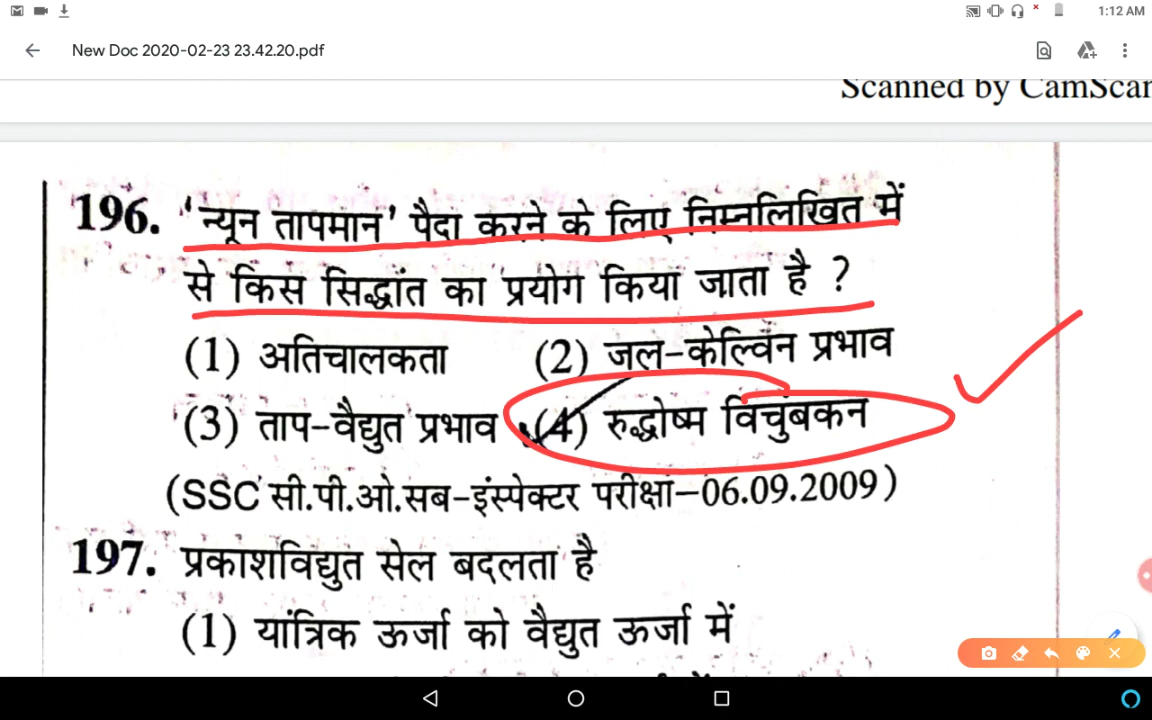 1:12 AM
New Doc 2020-02-23 23.42.20.pdf
Scanned by CamScan
196. 'न्यून तापमान' पैदा करने के लिए निम्नलिखित में
से किस सिद्धांत का प्रयोग किया जाता है ?
(1) अतिचालकता (2) जल-केल्विन प्रभाव
(3) ताप-वैद्युत प्रभाव (4) रुद्धोष्म विचुंबकन
(SSC सी.पी.ओ.सब-इंस्पेक्टर परीक्षा-06.09.2009)
197. प्रकाशविद्युत सेल बदलता है
(1) यांत्रिक ऊर्जा को वैद्युत ऊर्जा में